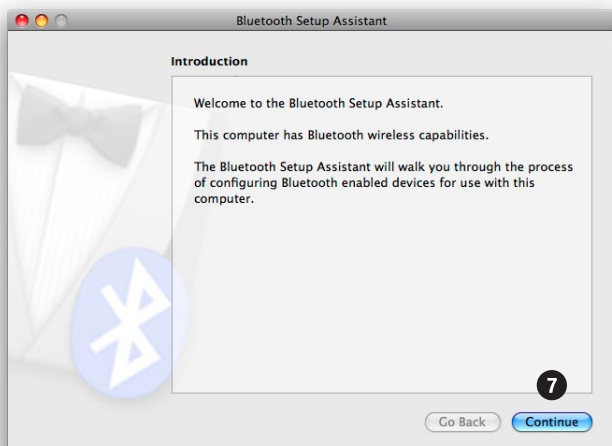 Bluetooth Setup Assistant
Introduction
Welcome to the Bluetooth Setup Assistant.
This computer has Bluetooth wireless capabilities.
The Bluetooth Setup Assistant will walk you through the process
of configuring Bluetooth enabled devices for use with this
computer.
7
Go Back Continue